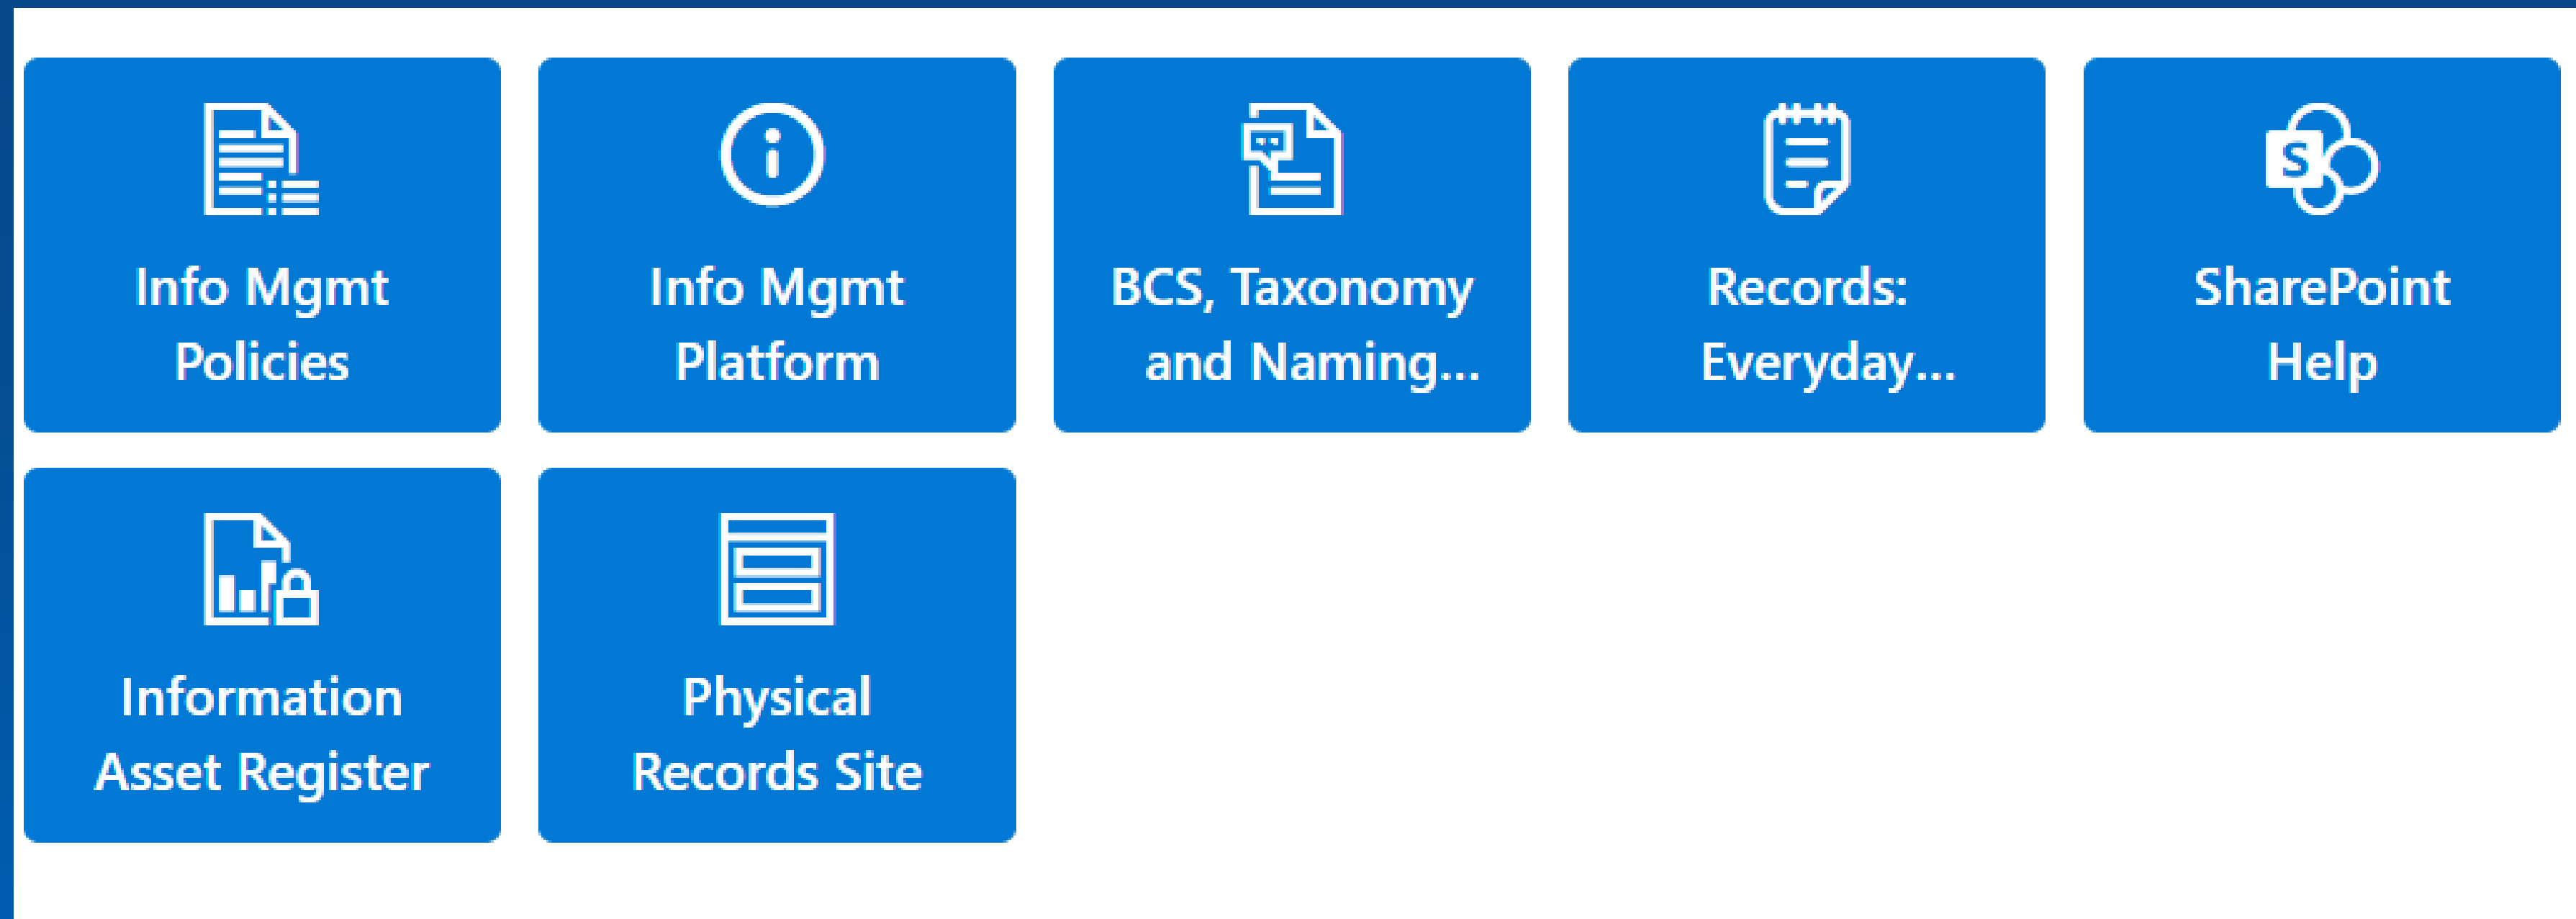 Info Mgmt
Policies
Info Mgmt
Platform
BCS, Taxonomy
and Naming...
Records:
Everyday...
S
SharePoint
Help
Information
Asset Register
Physical
Records Site